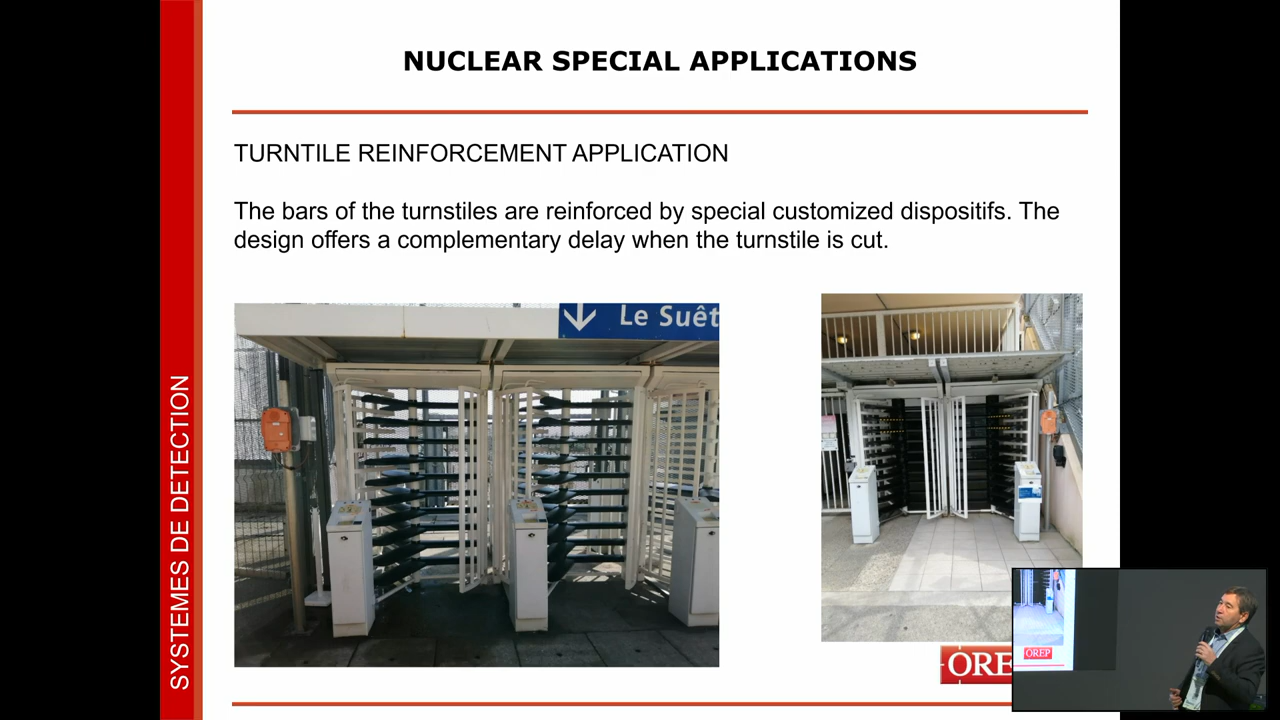 NUCLEAR SPECIAL APPLICATIONS
TURNTILE REINFORCEMENT APPLICATION
The bars of the turnstiles are reinforced by special customized dispositifs. The
design offers a complementary delay when the turnstile is cut.
Le Suêt
SYSTEMES DE DETECTION
ORE
OREP